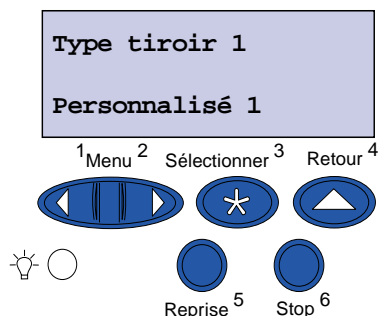 Type tiroir 1
Personnalisé 1
1 Menu 2 Sélectionner 3 Retour 4
Reprise 5 Stop 6